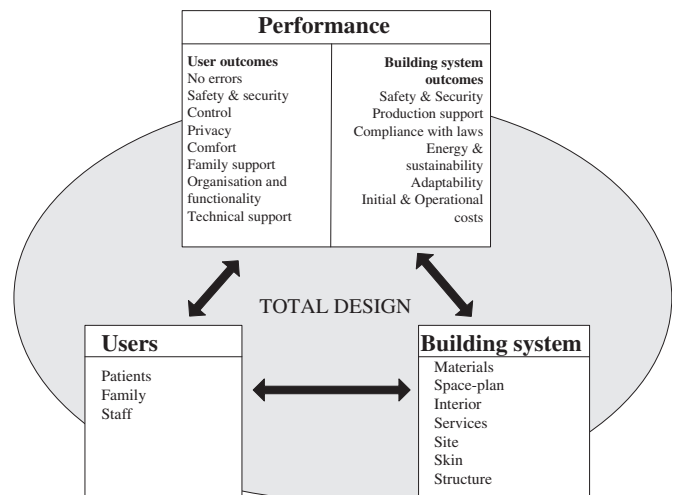 Performance
User outcomes
No errors
Safety & security
Control
Privacy
Comfort
Family support
Organisation and
functionality
Technical support
Building system
outcomes
Safety & Security
Production support
Compliance with laws
Energy &
sustainability
Adaptability
Initial & Operational
costs
TOTAL DESIGN
Users
Patients
Family
Staff
Building system
Materials
Space-plan
Interior
Services
Site
Skin
Structure